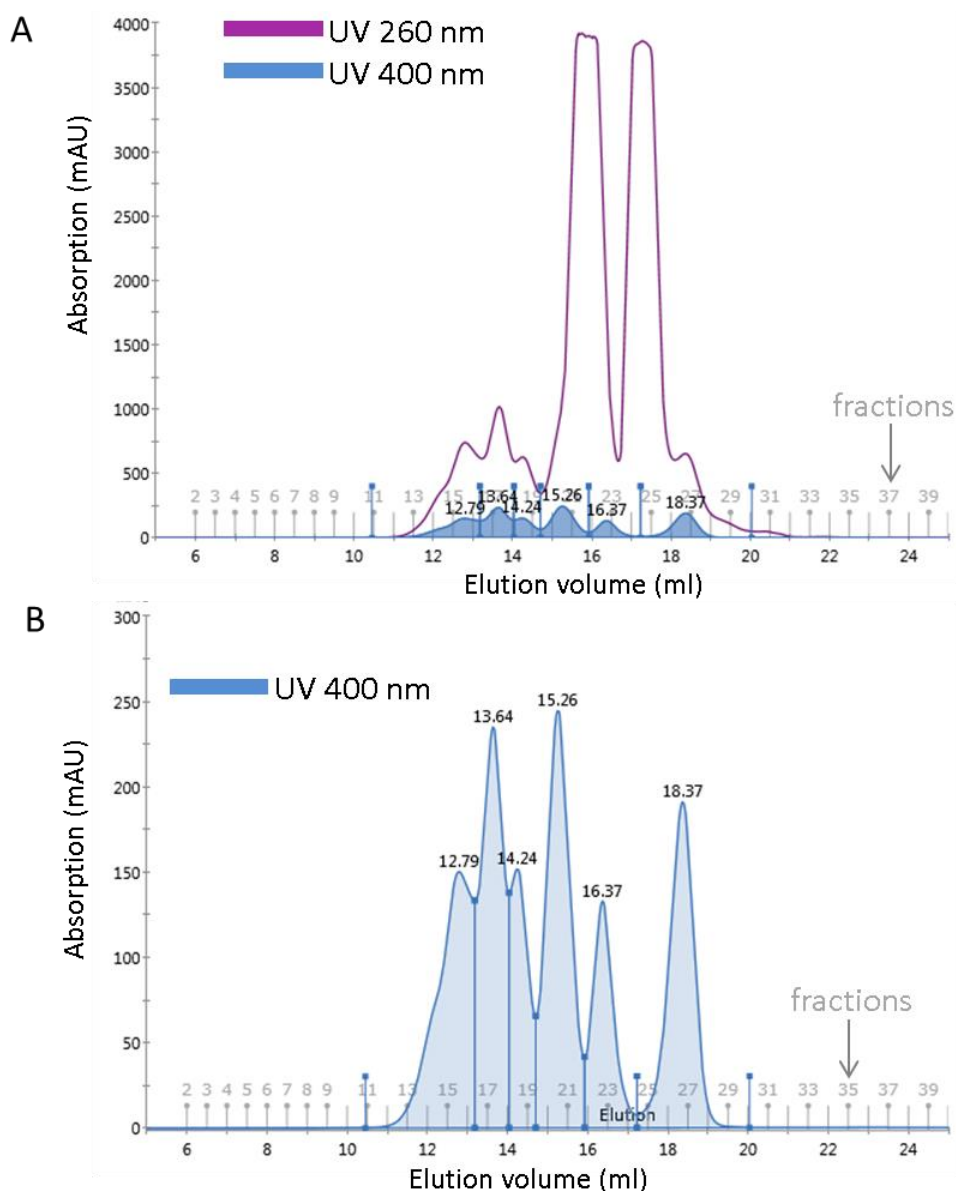 A
UV 260 nm
UV 400 nm
Absorption (mAU)
4000
3500
3000
2500
2000
1500
1000
500
0
fractions
2 3 4 5 6 7 8 9 11 13 15 19 23 25 27 29 31 33 35 37 39
12.79 13.64 14.24 15.26 16.37 18.37
6 8 10 12 14 16 18 20 22 24
Elution volume (ml)
B
UV 400 nm
Absorption (mAU)
300
250
200
150
100
50
0
12.79 13.64 14.24 15.26 16.37 18.37
fractions
2 3 4 5 6 7 8 9 11 13 15 17 19 21 23 25 27 29 31 33 35 37 39
Elution
6 8 10 12 14 16 18 20 22 24
Elution volume (ml)